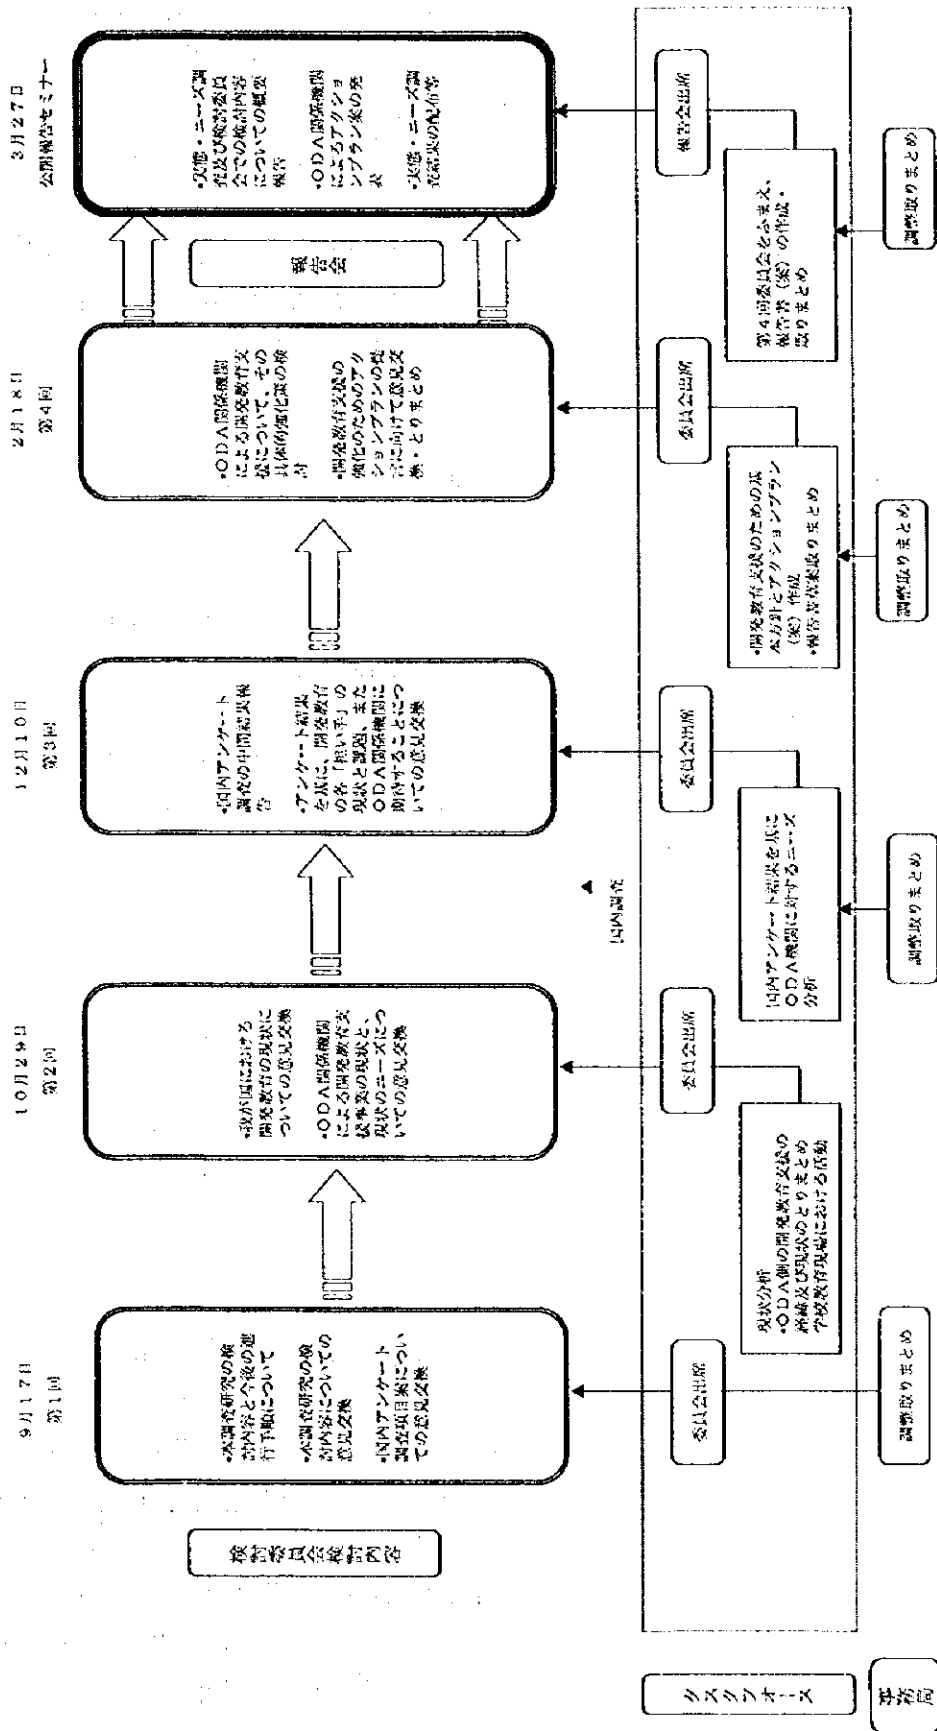 9月17日
第1回
10月29日
第2回
12月10日
第3回
2月18日
第4回
3月27日
公開報告セミナー
検討委員会検討内容
•本調査研究の検
討内容と今後の進
行手順について
•本調査研究の検
討内容についての
意見交換
•国内アンケート
調査項目案につい
ての意見交換
•我が国における
開発教育の現状に
ついての意見交換
•ODA関係機関
による開発教育支
援事業の現状と、
現状のニーズにつ
いての意見交換
•国内アンケート
調査の中間結果報
告
•アンケート結果
を基に、開発教育
の各「担い手」の
現状と課題、また
ODA関係機関に
期待することにつ
いての意見交換
•ODA関係機関
による開発教育支
援について、その
具体的強化策の検
討
•開発教育支援の
強化のためのアク
ションプランの提
言に向けて意見交
換・とりまとめ
報告会
•実態・ニーズ調
査及び検討委員
会での検討内容
についての概要
報告
•ODA関係機関
によるアクショ
ンプラン案の発
表
•実態・ニーズ調
査結果の配布等
国内調査
タスクフォース
委員会出席
委員会出席
委員会出席
委員会出席
報告会出席
現状分析
•ODA側の開発教育支援の
経緯及び現状のとりまとめ
学校教育現場における活動
国内アンケート結果を基に
ODA機関に対するニーズ
分析
•開発教育支援のための基
本方針とアクションプラン
(案)作成
•報告書草案取りまとめ
第4回委員会をふまえ、
報告書(案)の作成・
取りまとめ
事務局
調整取りまとめ
調整取りまとめ
調整取りまとめ
調整取りまとめ